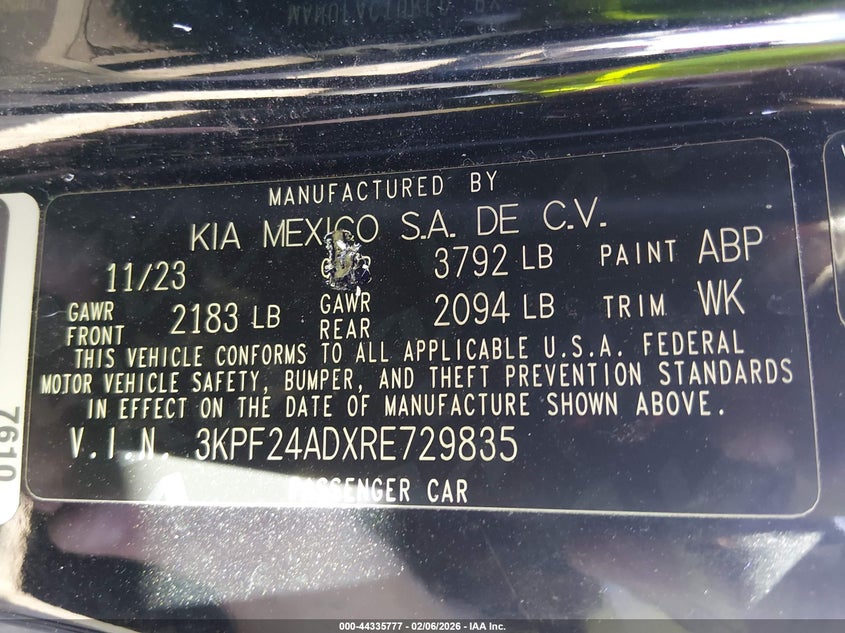 MANUFACTURED BY
MANUFACTURED BY
KIA MEXICO S.A. DE C.V.
11/23 3792 LB PAINT ABP
GAWR FRONT 2183 LB GAWR REAR 2094 LB TRIM WK
THIS VEHICLE CONFORMS TO ALL APPLICABLE U.S.A. FEDERAL
MOTOR VEHICLE SAFETY, BUMPER, AND THEFT PREVENTION STANDARDS
IN EFFECT ON THE DATE OF MANUFACTURE SHOWN ABOVE.
V.I.N. 3KPF24ADXRE729835
PASSENGER CAR
7610
000-44335777 - 02/06/2026 - IAA Inc.